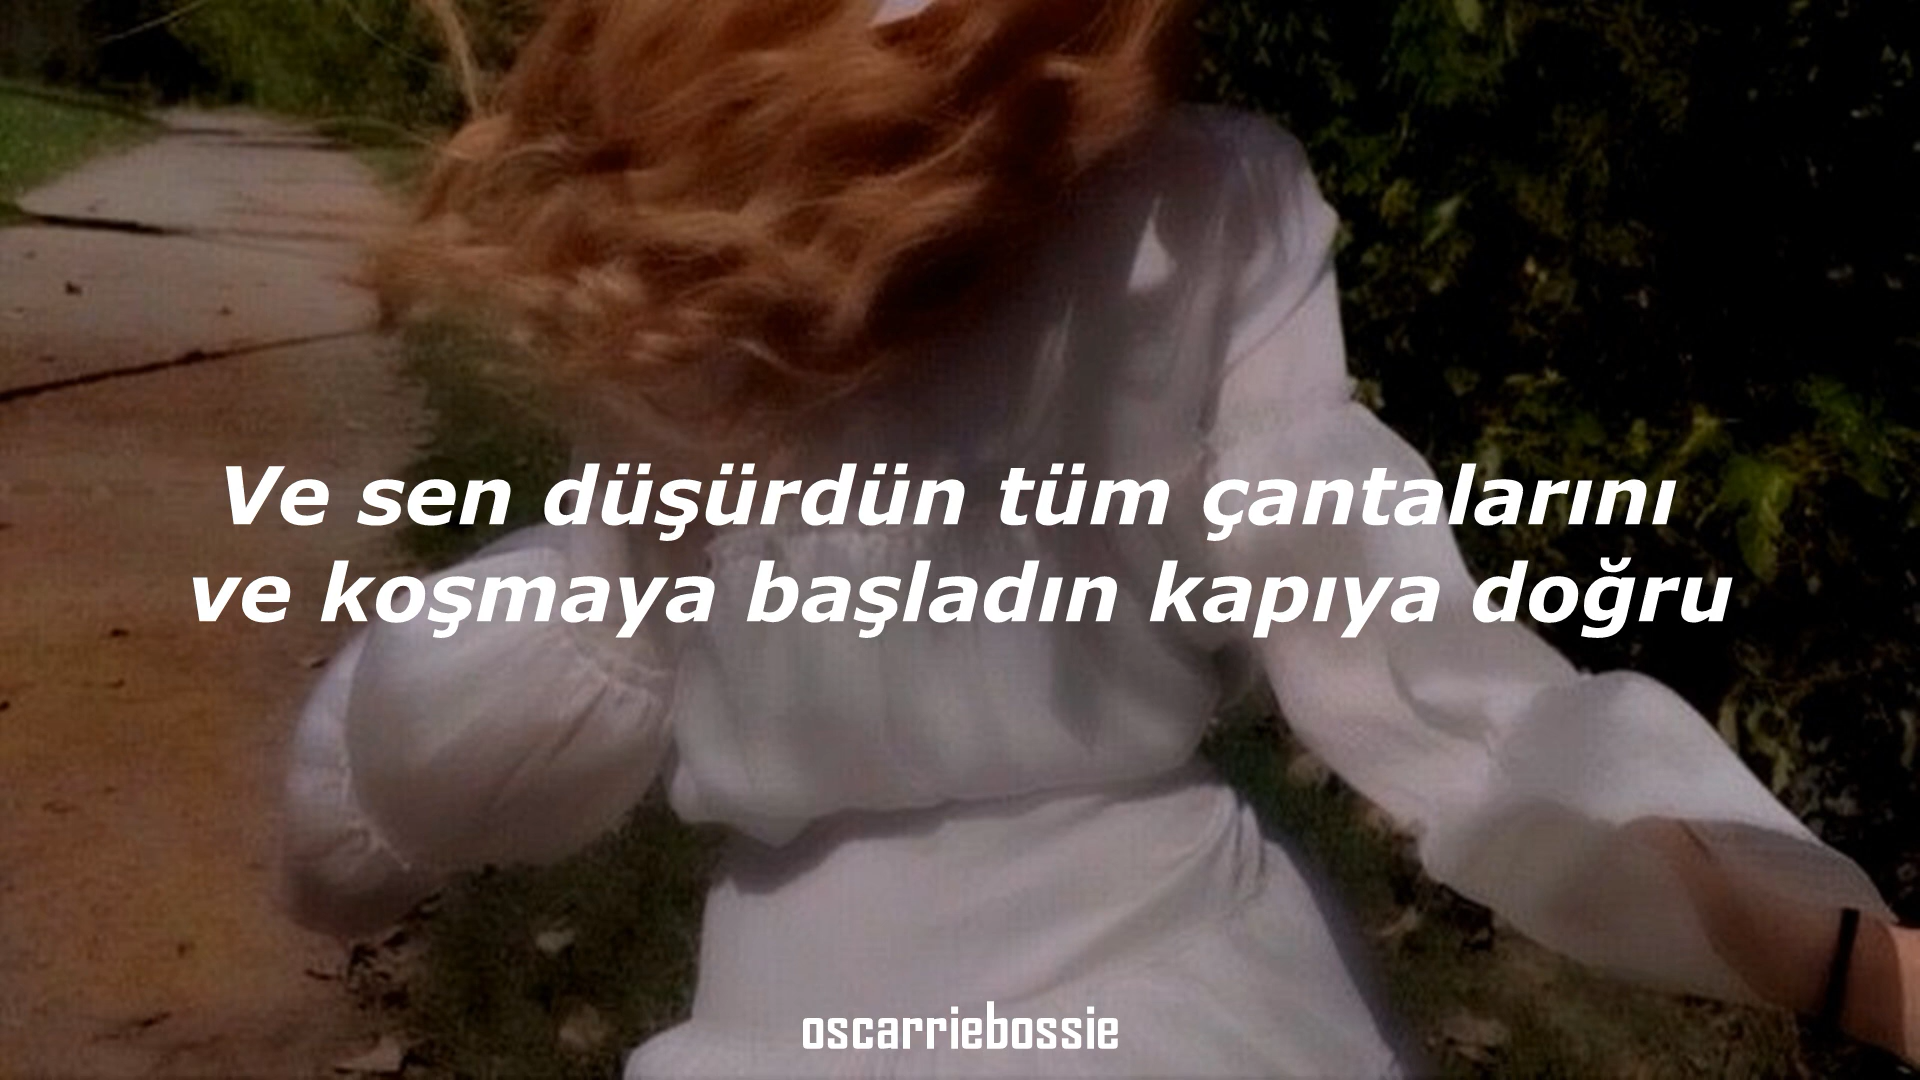 Ve sen düşürdün tüm çantalarını
ve koşmaya başladın kapıya doğru
oscarriebossie